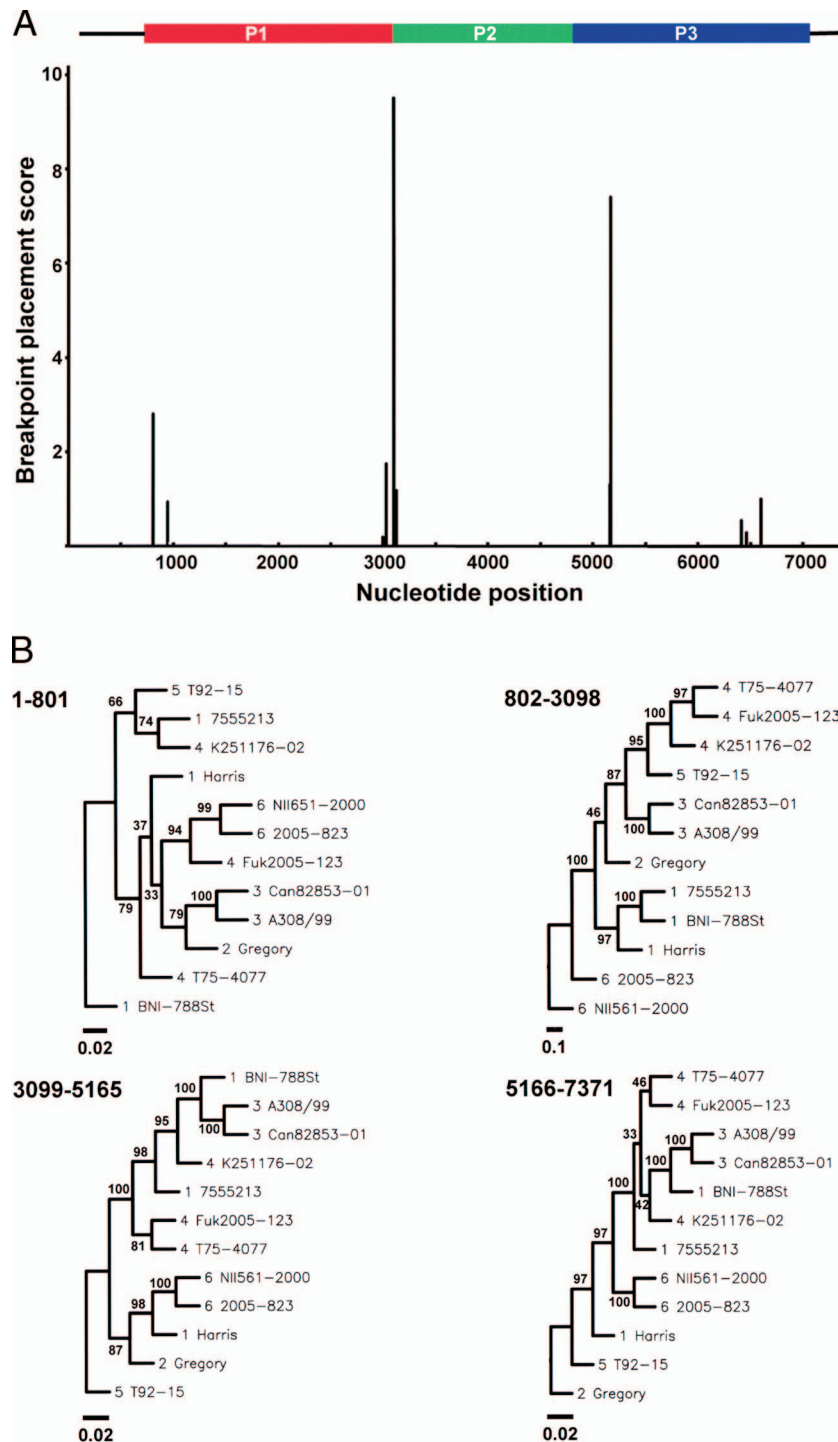 A
P1 P2 P3
10
8
6
4
2
Breakpoint placement score
1000 2000 3000 4000 5000 6000 7000
Nucleotide position
B
1-801
66
5 T92-15
74
1 7555213
4 K251176-02
1 Harris
37
99
6 NII651-2000
94
6 2005-823
4 Fuk2005-123
33
100
3 Can82853-01
79
79
3 A308/99
2 Gregory
4 T75-4077
1 BNI-788St
0.02
802-3098
97
4 T75-4077
100
4 Fuk2005-123
95
4 K251176-02
87
5 T92-15
3 Can82853-01
46
100
3 A308/99
2 Gregory
100
100
1 7555213
1 BNI-788St
97
1 Harris
6 2005-823
6 NII561-2000
0.1
3099-5165
100
1 BNI-788St
3 A308/99
95
100
3 Can82853-01
98
4 K251176-02
100
1 7555213
4 Fuk2005-123
81
4 T75-4077
100
6 NII561-2000
98
6 2005-823
87
1 Harris
2 Gregory
5 T92-15
0.02
5166-7371
46
4 T75-4077
4 Fuk2005-123
33
100
3 A308/99
100
100
3 Can82853-01
42
1 BNI-788St
4 K251176-02
97
1 7555213
6 NII561-2000
97
100
6 2005-823
1 Harris
5 T92-15
2 Gregory
0.02